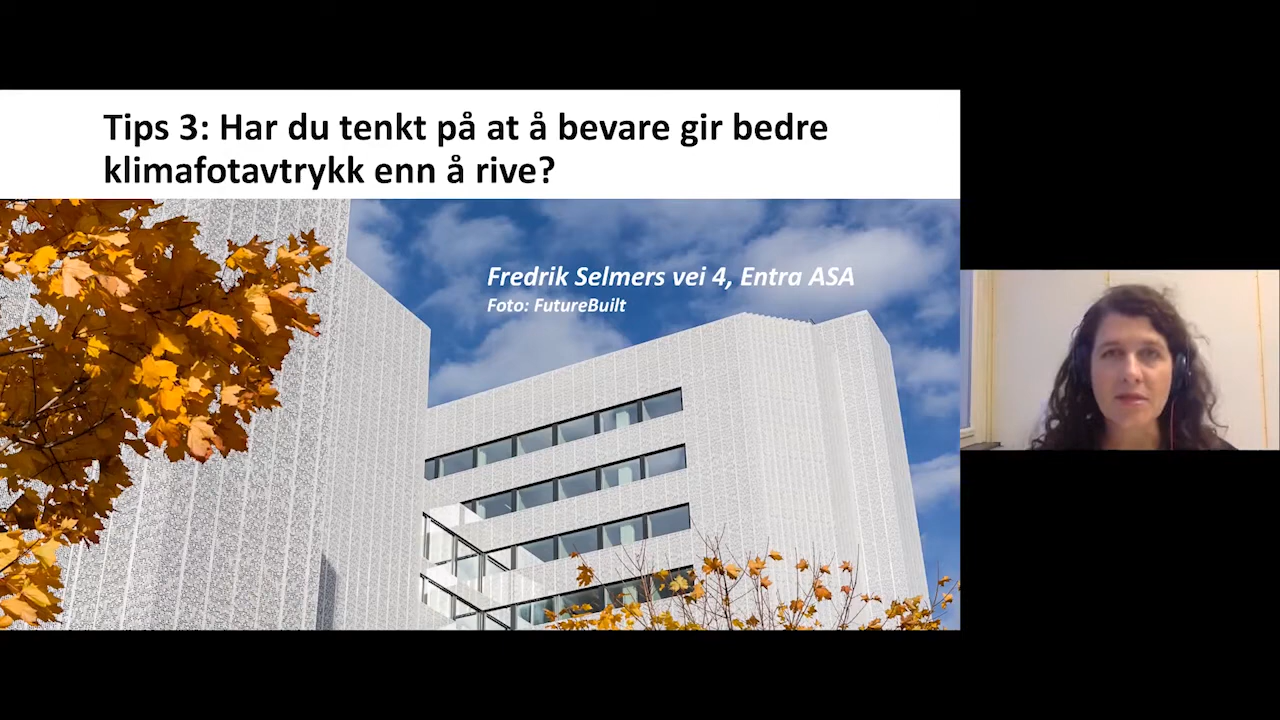 Tips 3: Har du tenkt på at å bevare gir bedre
klimafotavtrykk enn å rive?
Fredrik Selmers vei 4, Entra ASA
Foto: FutureBuilt